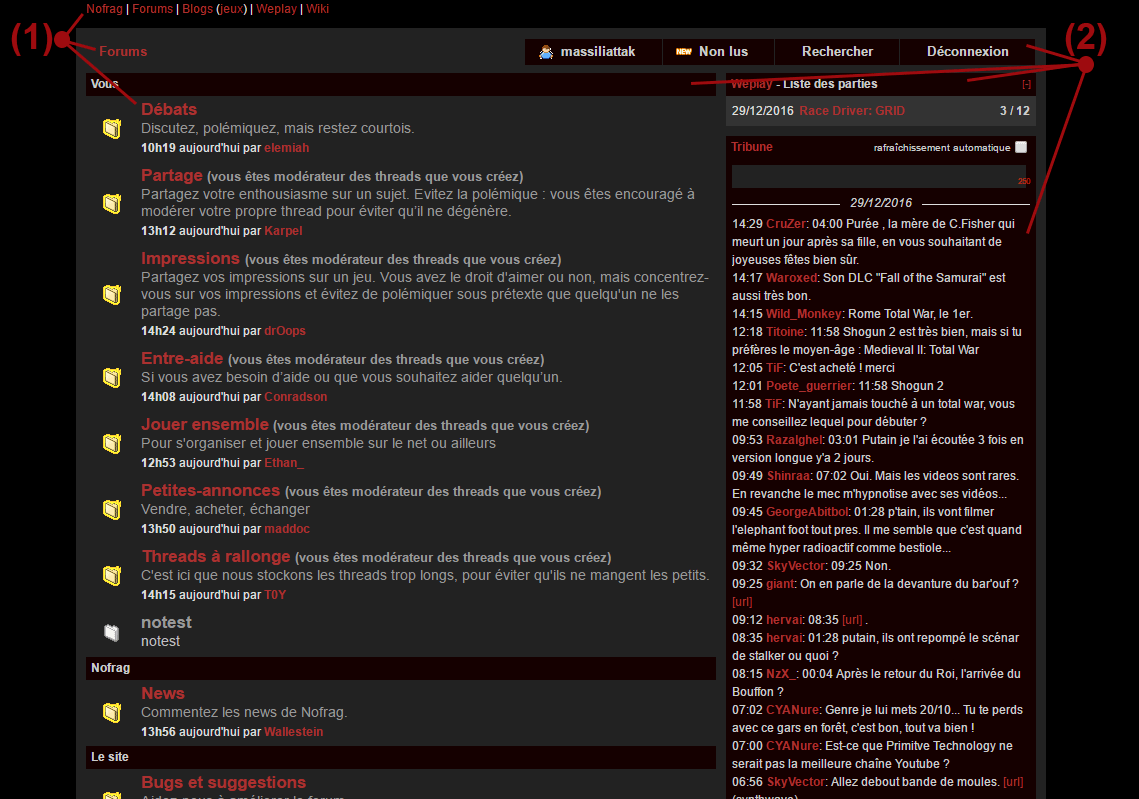 Nofrag | Forums | Blogs (jeux) | Weplay | Wiki
(1)
(2)
Forums
massiliattak
NEW Non lus
Rechercher
Déconnexion
Vous
Débats
Discutez, polémiquez, mais restez courtois.
10h19 aujourd'hui par elemiah
Partage (vous êtes modérateur des threads que vous créez)
Partagez votre enthousiasme sur un sujet. Evitez la polémique : vous êtes encouragé à
modérer votre propre thread pour éviter qu’il ne dégénère.
13h12 aujourd'hui par Karpel
Impressions (vous êtes modérateur des threads que vous créez)
Partagez vos impressions sur un jeu. Vous avez le droit d'aimer ou non, mais concentrez-
vous sur vos impressions et évitez de polémiquer sous prétexte que quelqu'un ne les
partage pas.
14h24 aujourd'hui par drOops
Entre-aide (vous êtes modérateur des threads que vous créez)
Si vous avez besoin d’aide ou que vous souhaitez aider quelqu’un.
14h08 aujourd'hui par Conradson
Jouer ensemble (vous êtes modérateur des threads que vous créez)
Pour s'organiser et jouer ensemble sur le net ou ailleurs
12h53 aujourd'hui par Ethan_
Petites-annonces (vous êtes modérateur des threads que vous créez)
Vendre, acheter, échanger
13h50 aujourd'hui par maddoc
Threads à rallonge (vous êtes modérateur des threads que vous créez)
C'est ici que nous stockons les threads trop longs, pour éviter qu'ils ne mangent les petits.
14h15 aujourd'hui par T0Y
notest
notest
Nofrag
News
Commentez les news de Nofrag.
13h56 aujourd'hui par Wallestein
Le site
Bugs et suggestions
Aidez-nous à améliorer le forum
Weplay - Liste des parties [-]
29/12/2016 Race Driver: GRID 3 / 12
Tribune rafraîchissement automatique
250
29/12/2016
14:29 CruZer: 04:00 Purée , la mère de C.Fisher qui
meurt un jour après sa fille, en vous souhaitant de
joyeuses fêtes bien sûr.
14:17 Waroxed: Son DLC "Fall of the Samurai" est
aussi très bon.
14:15 Wild_Monkey: Rome Total War, le 1er.
12:18 Titoine: 11:58 Shogun 2 est très bien, mais si tu
préfères le moyen-âge : Medieval II: Total War
12:05 TiF: C'est acheté ! merci
12:01 Poete_guerrier: 11:58 Shogun 2
11:58 TiF: N'ayant jamais touché à un total war, vous
me conseillez lequel pour débuter ?
09:53 Razalghel: 03:01 Putain je l'ai écoutée 3 fois en
version longue y'a 2 jours.
09:49 Shinraa: 07:02 Oui. Mais les videos sont rares.
En revanche le mec m'hypnotise avec ses vidéos...
09:45 GeorgeAbitbol: 01:28 p'tain, ils vont filmer
l'elephant foot tout pres. Il me semble que c'est quand
même hyper radioactif comme bestiole...
09:32 SkyVector: 09:25 Non.
09:25 giant: On en parle de la devanture du bar'ouf ?
[url]
09:12 hervai: 08:35 [url] .
08:35 hervai: 01:28 putain, ils ont repompé le scénar
de stalker ou quoi ?
08:15 NzX_: 00:04 Après le retour du Roi, l'arrivée du
Bouffon ?
07:02 CYANure: Genre je lui mets 20/10... Tu te perds
avec ce gars en forêt, c'est bon, tout va bien !
07:00 CYANure: Est-ce que Primitve Technology ne
serait pas la meilleure chaîne Youtube ?
06:56 SkyVector: Allez debout bande de moules. [url]
(synthwave)